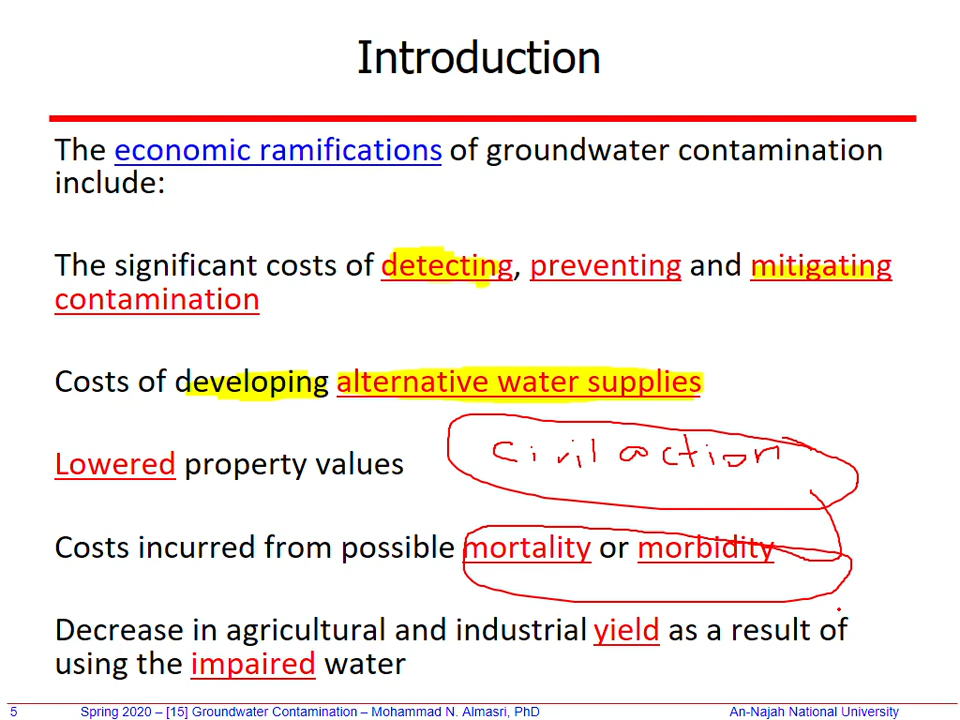 Introduction
The economic ramifications of groundwater contamination
include:
The significant costs of detecting, preventing and mitigating
contamination
Costs of developing alternative water supplies
civil action
Lowered property values
Costs incurred from possible mortality or morbidity
Decrease in agricultural and industrial yield as a result of
using the impaired water
5 Spring 2020 – [15] Groundwater Contamination – Mohammad N. Almasri, PhD An-Najah National University